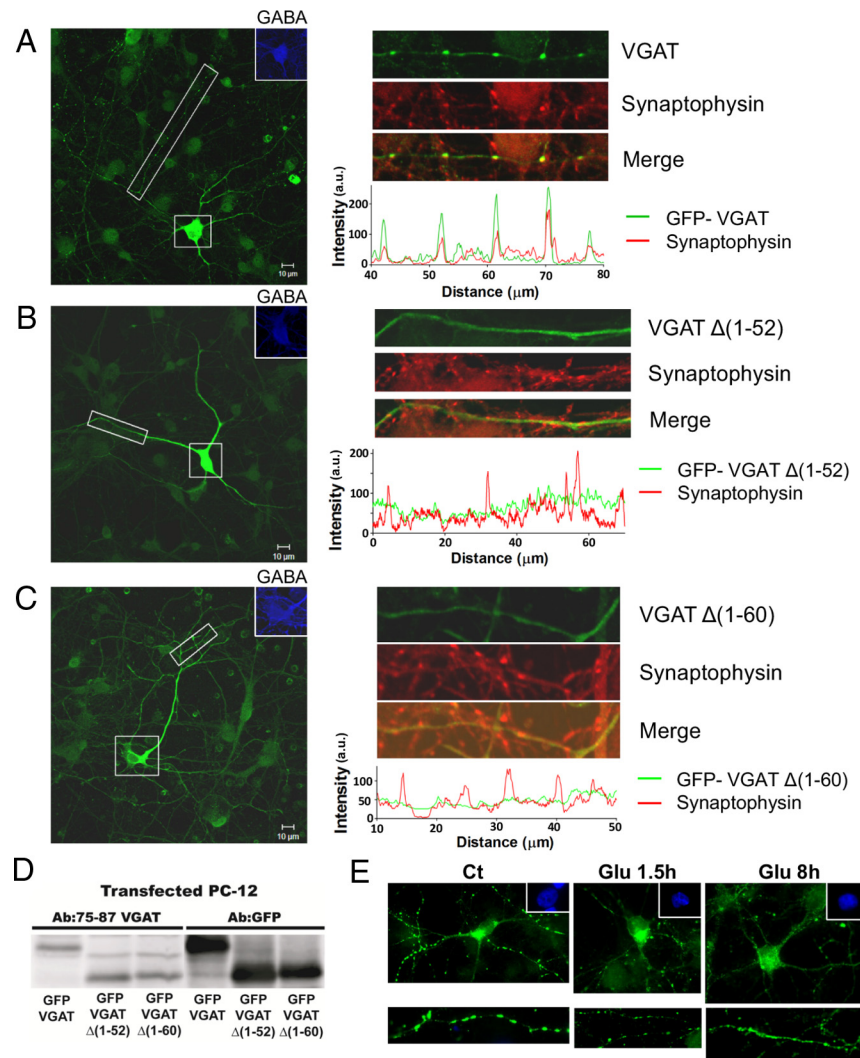 A
GABA
10 µm
VGAT
Synaptophysin
Merge
Intensity (a.u.)
200
100
0
40 50 60 70 80
Distance (µm)
GFP- VGAT
Synaptophysin
B
GABA
10 µm
VGAT Δ(1-52)
Synaptophysin
Merge
Intensity (a.u.)
200
100
0
0 20 40 60
Distance (µm)
GFP- VGAT Δ(1-52)
Synaptophysin
C
GABA
10 µm
VGAT Δ(1-60)
Synaptophysin
Merge
Intensity (a.u.)
100
50
0
10 20 30 40 50
Distance (µm)
GFP- VGAT Δ(1-60)
Synaptophysin
D
Transfected PC-12
Ab:75-87 VGAT Ab:GFP
GFP GFP GFP GFP GFP GFP
VGAT VGAT VGAT VGAT VGAT VGAT
Δ(1-52) Δ(1-60) Δ(1-52) Δ(1-60)
E
Ct Glu 1.5h Glu 8h